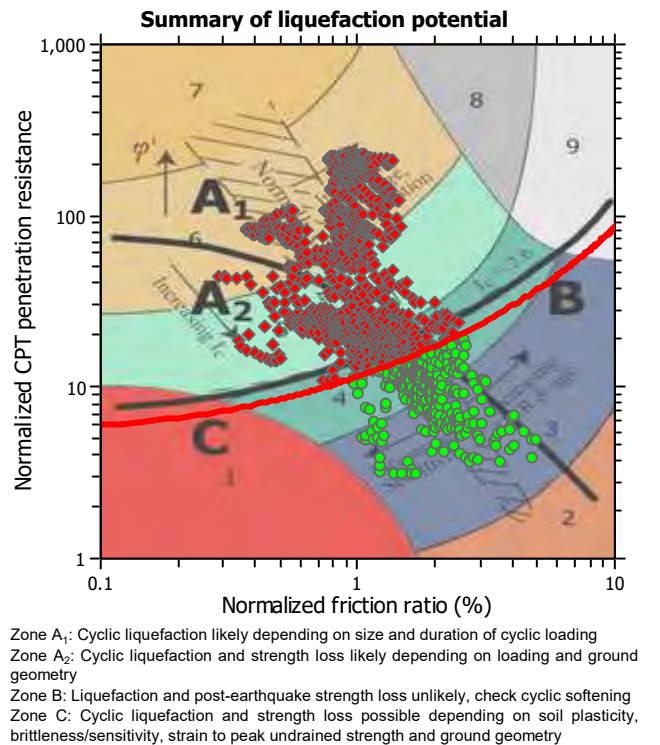 Summary of liquefaction potential
1,000
100
10
1
Normalized CPT penetration resistance
7
8
9
φ'
A1
6
A2
Increasing Ic
B
C
4
3
1
2
0.1
1
10
Normalized friction ratio (%)
Zone A1: Cyclic liquefaction likely depending on size and duration of cyclic loading
Zone A2: Cyclic liquefaction and strength loss likely depending on loading and ground
geometry
Zone B: Liquefaction and post-earthquake strength loss unlikely, check cyclic softening
Zone C: Cyclic liquefaction and strength loss possible depending on soil plasticity,
brittleness/sensitivity, strain to peak undrained strength and ground geometry